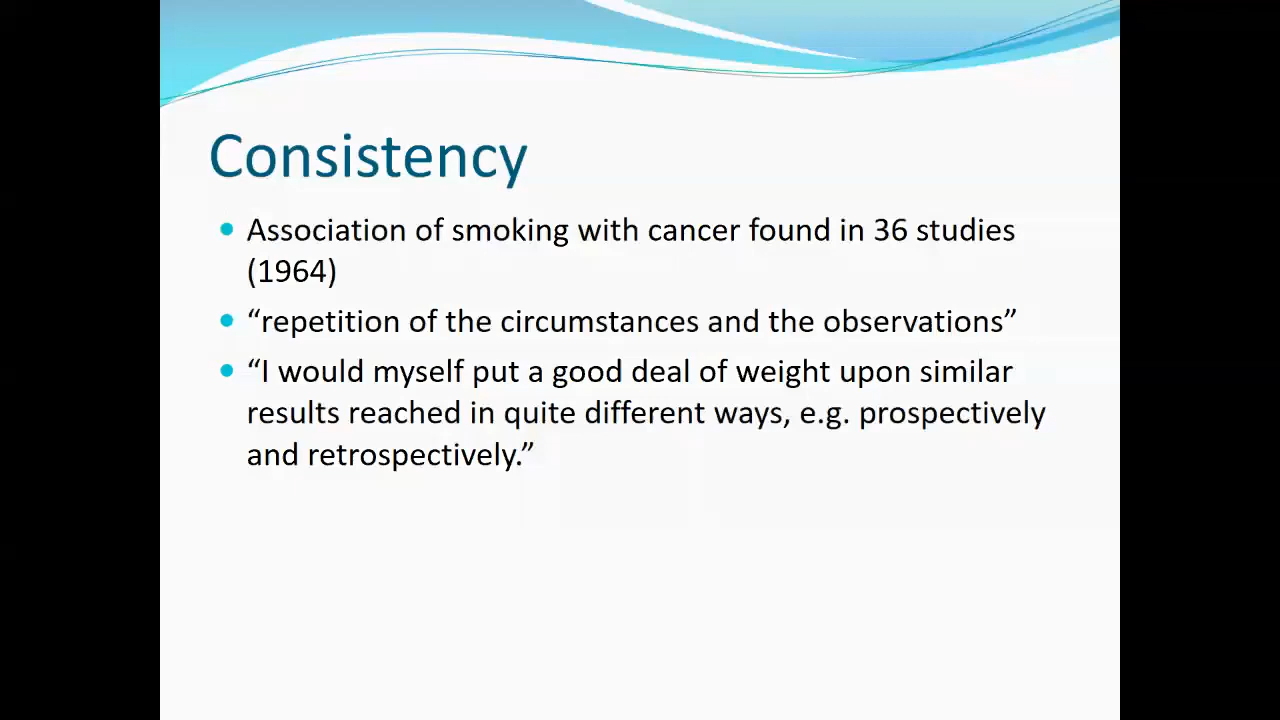 Consistency
Association of smoking with cancer found in 36 studies
(1964)
“repetition of the circumstances and the observations”
“I would myself put a good deal of weight upon similar
results reached in quite different ways, e.g. prospectively
and retrospectively.”